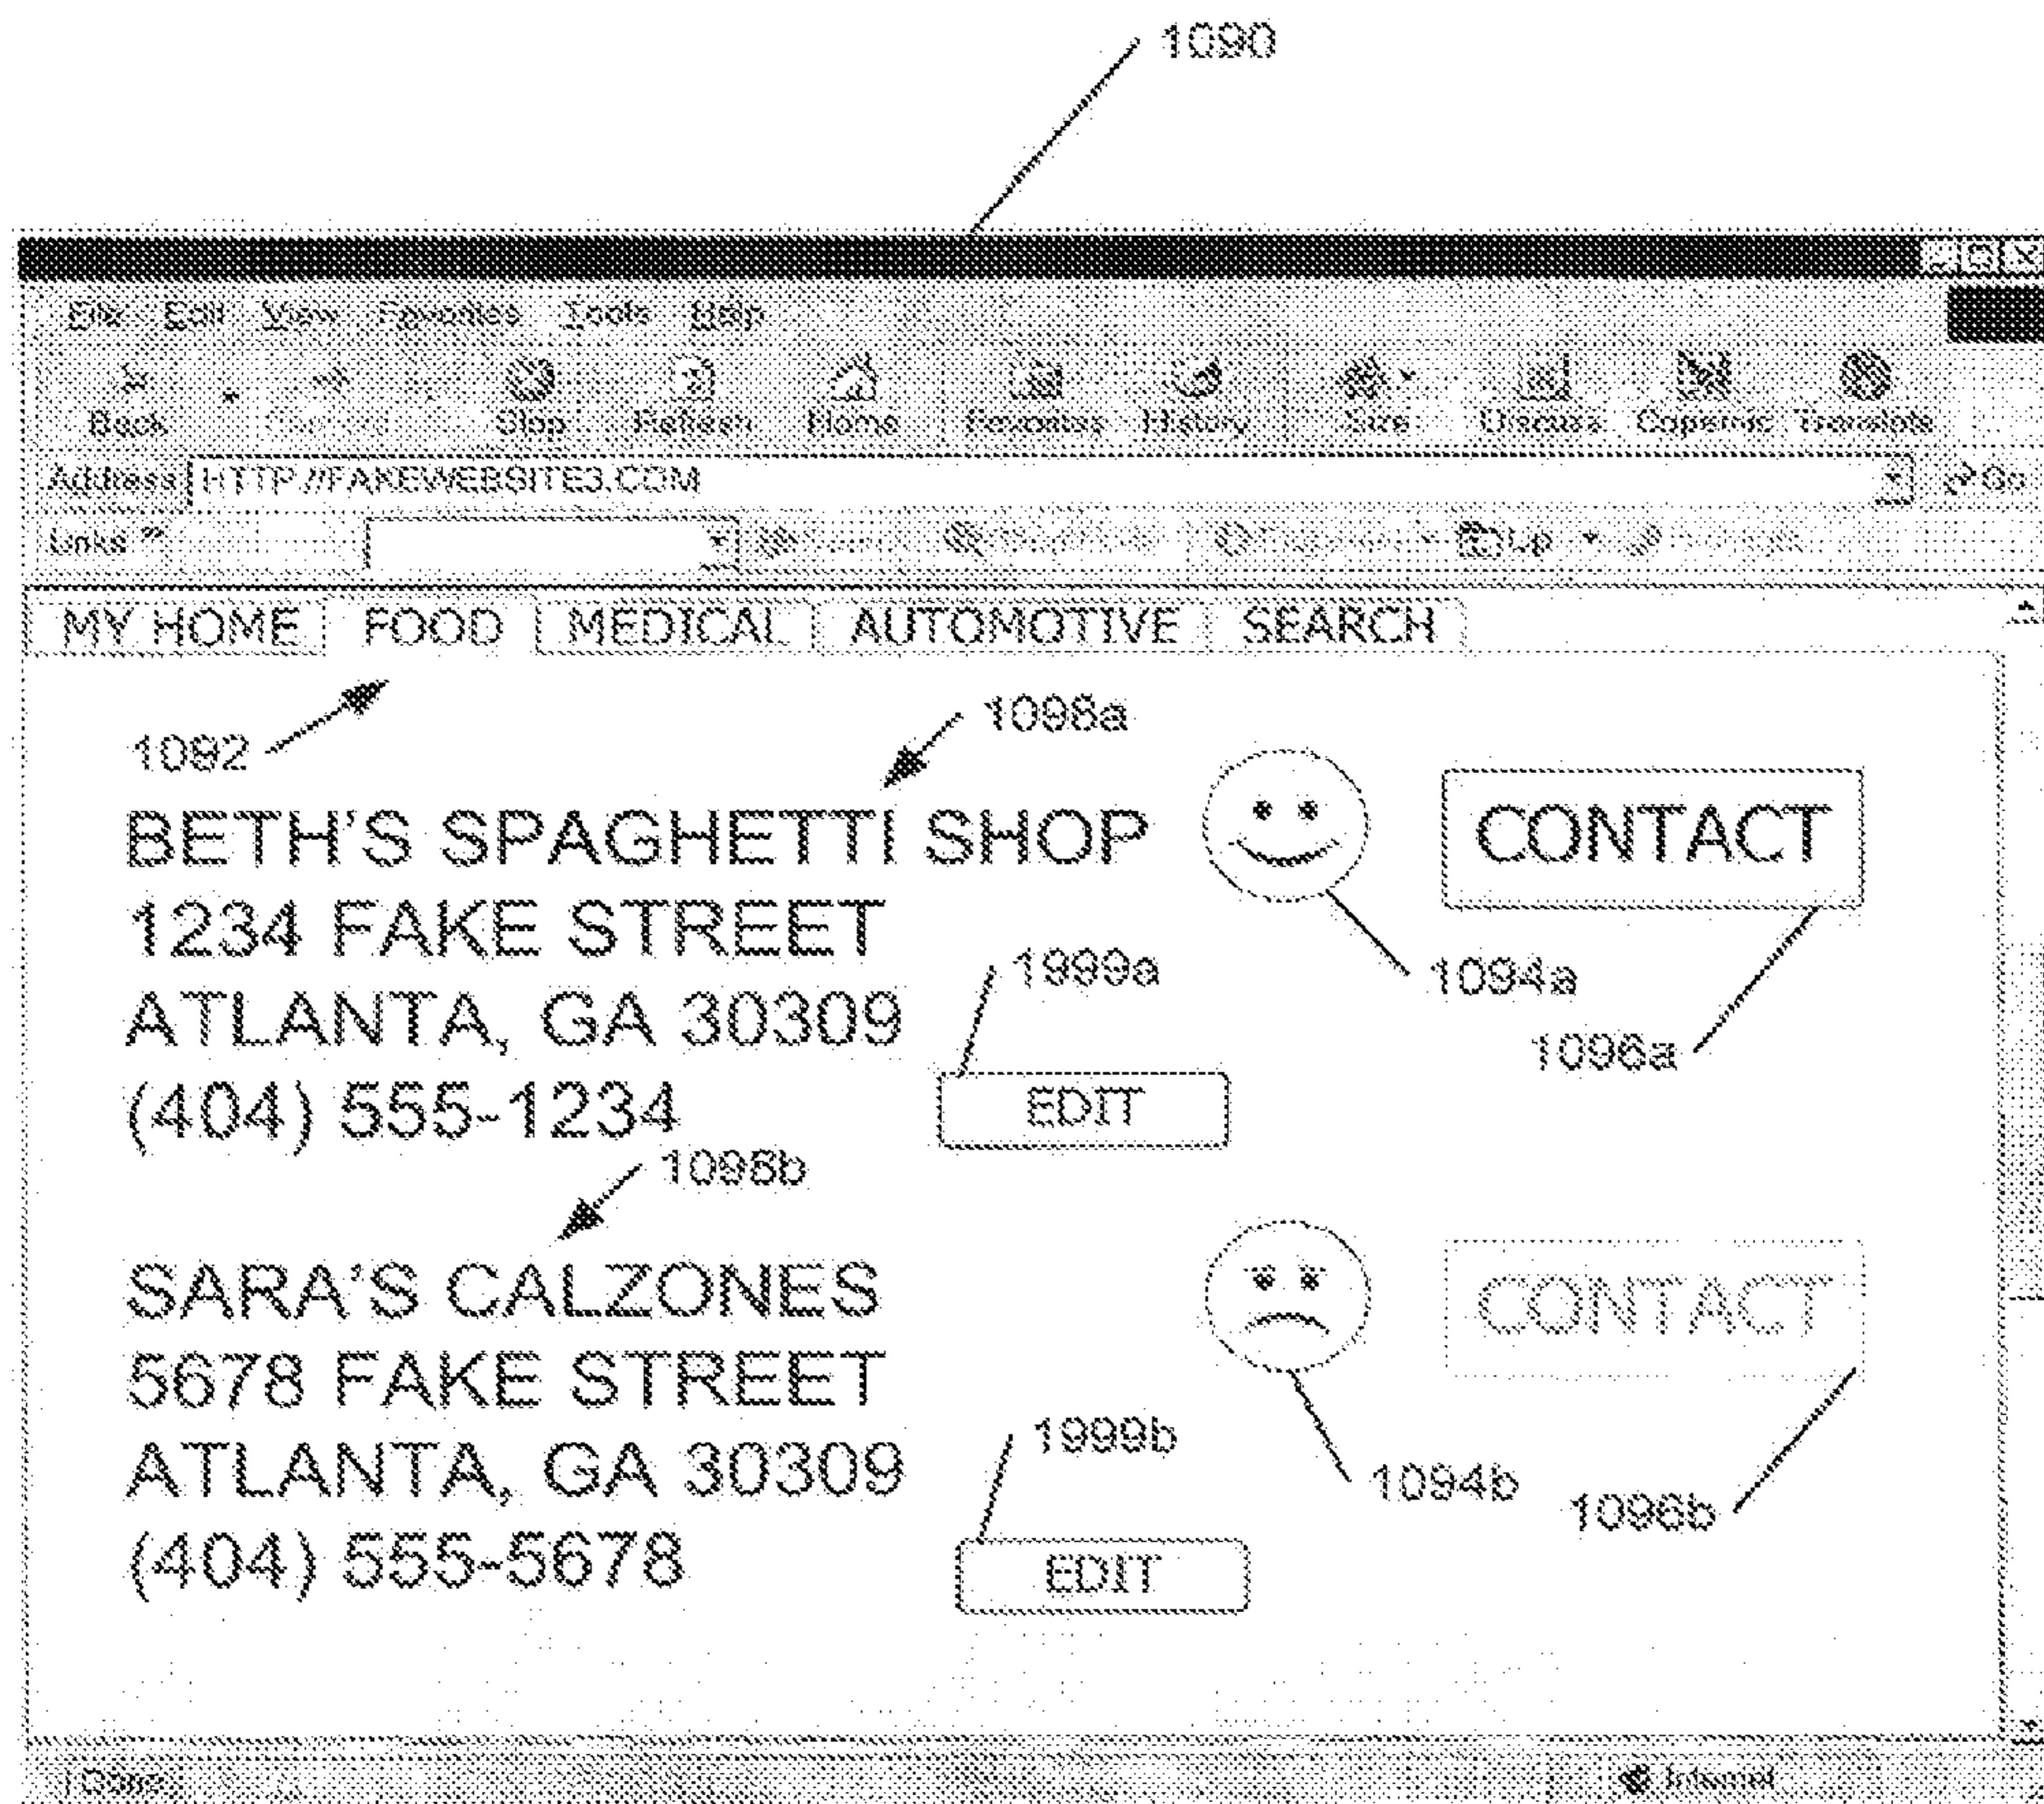 1090
File Edit View Favorites Tools Help
Back Stop Refresh Home Favorites History Size Discuss Copernic Translate
Address HTTP://FAKEWEBSITE3.COM Go
Links Up
MY HOME FOOD MEDICAL AUTOMOTIVE SEARCH
1092
1098a
BETH'S SPAGHETTI SHOP
CONTACT
1234 FAKE STREET
1999a
1094a
ATLANTA, GA 30309
1096a
(404) 555-1234
EDIT
1098b
SARA'S CALZONES
CONTACT
5678 FAKE STREET
1999b
ATLANTA, GA 30309
1094b
1096b
(404) 555-5678
EDIT
Done Internet